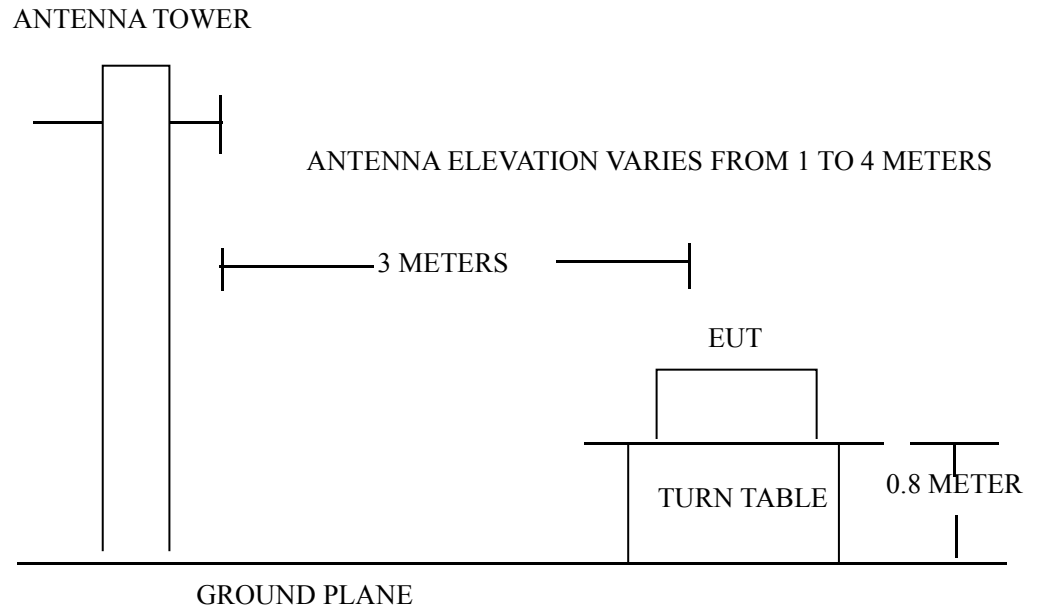 ANTENNA TOWER
ANTENNA ELEVATION VARIES FROM 1 TO 4 METERS
3 METERS
EUT
TURN TABLE
0.8 METER
GROUND PLANE